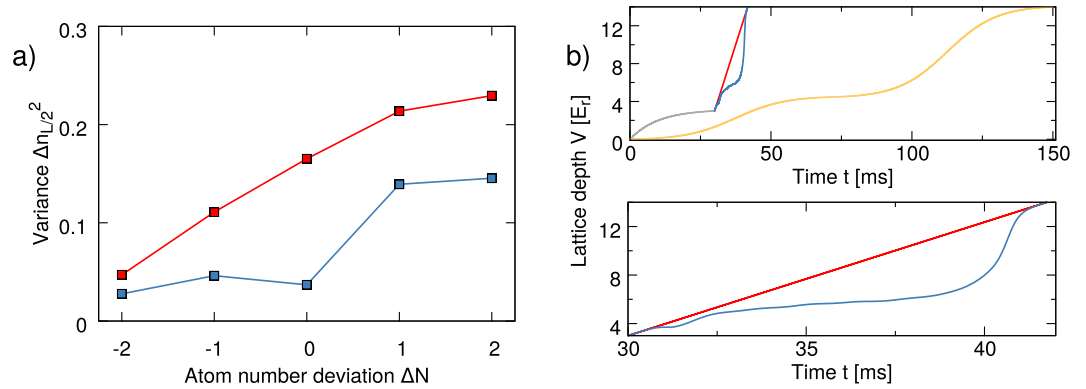 a)
Variance Δn_{L/2}²
0.3
0.2
0.1
0
-2 -1 0 1 2
Atom number deviation ΔN
b)
Lattice depth V [E_r]
12
8
4
0
0 50 100 150
Time t [ms]
12
8
4
30 35 40
Time t [ms]